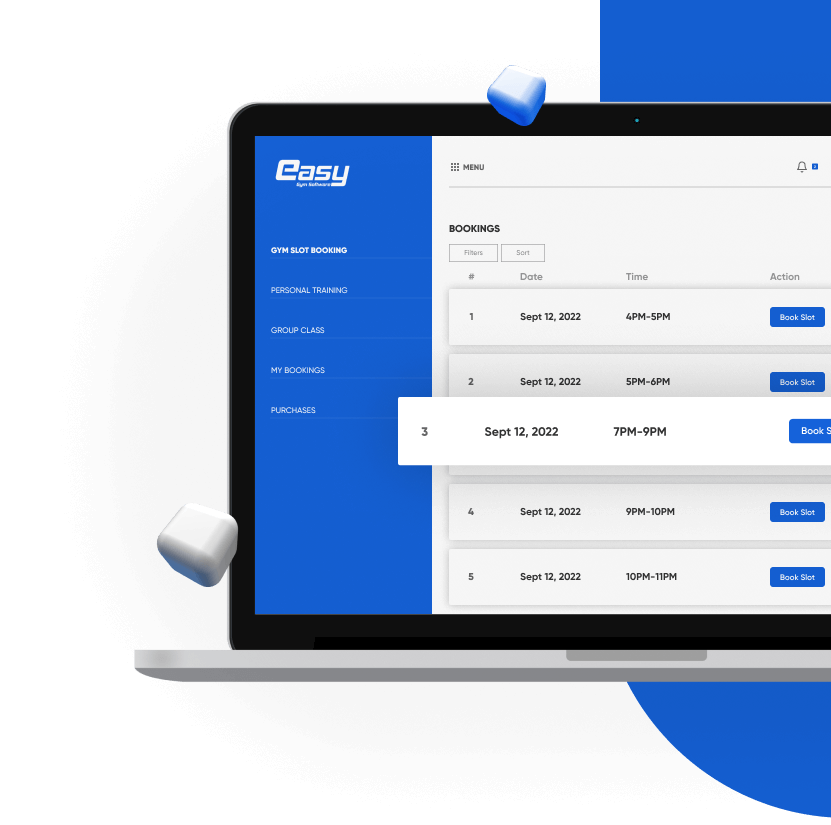 easy
Gym Software
MENU
GYM SLOT BOOKING
PERSONAL TRAINING
GROUP CLASS
MY BOOKINGS
PURCHASES
BOOKINGS
Filters Sort
# Date Time Action
1 Sept 12, 2022 4PM-5PM Book Slot
2 Sept 12, 2022 5PM-6PM Book Slot
3 Sept 12, 2022 7PM-9PM Book S
4 Sept 12, 2022 9PM-10PM Book Slot
5 Sept 12, 2022 10PM-11PM Book Slot